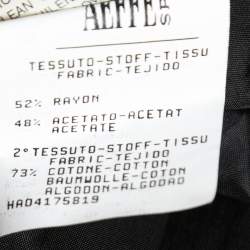 AEFFE
TESSUTO-STOFF-TISSU
FABRIC-TEJIDO
52% RAYON
48% ACETATO-ACETAT
ACETATE
2°TESSUTO-STOFF-TISSU
FABRIC-TEJIDO
73% COTONE-COTTON
BAUMWOLLE-COTON
ALGODON-ALGODAO
HA04175819